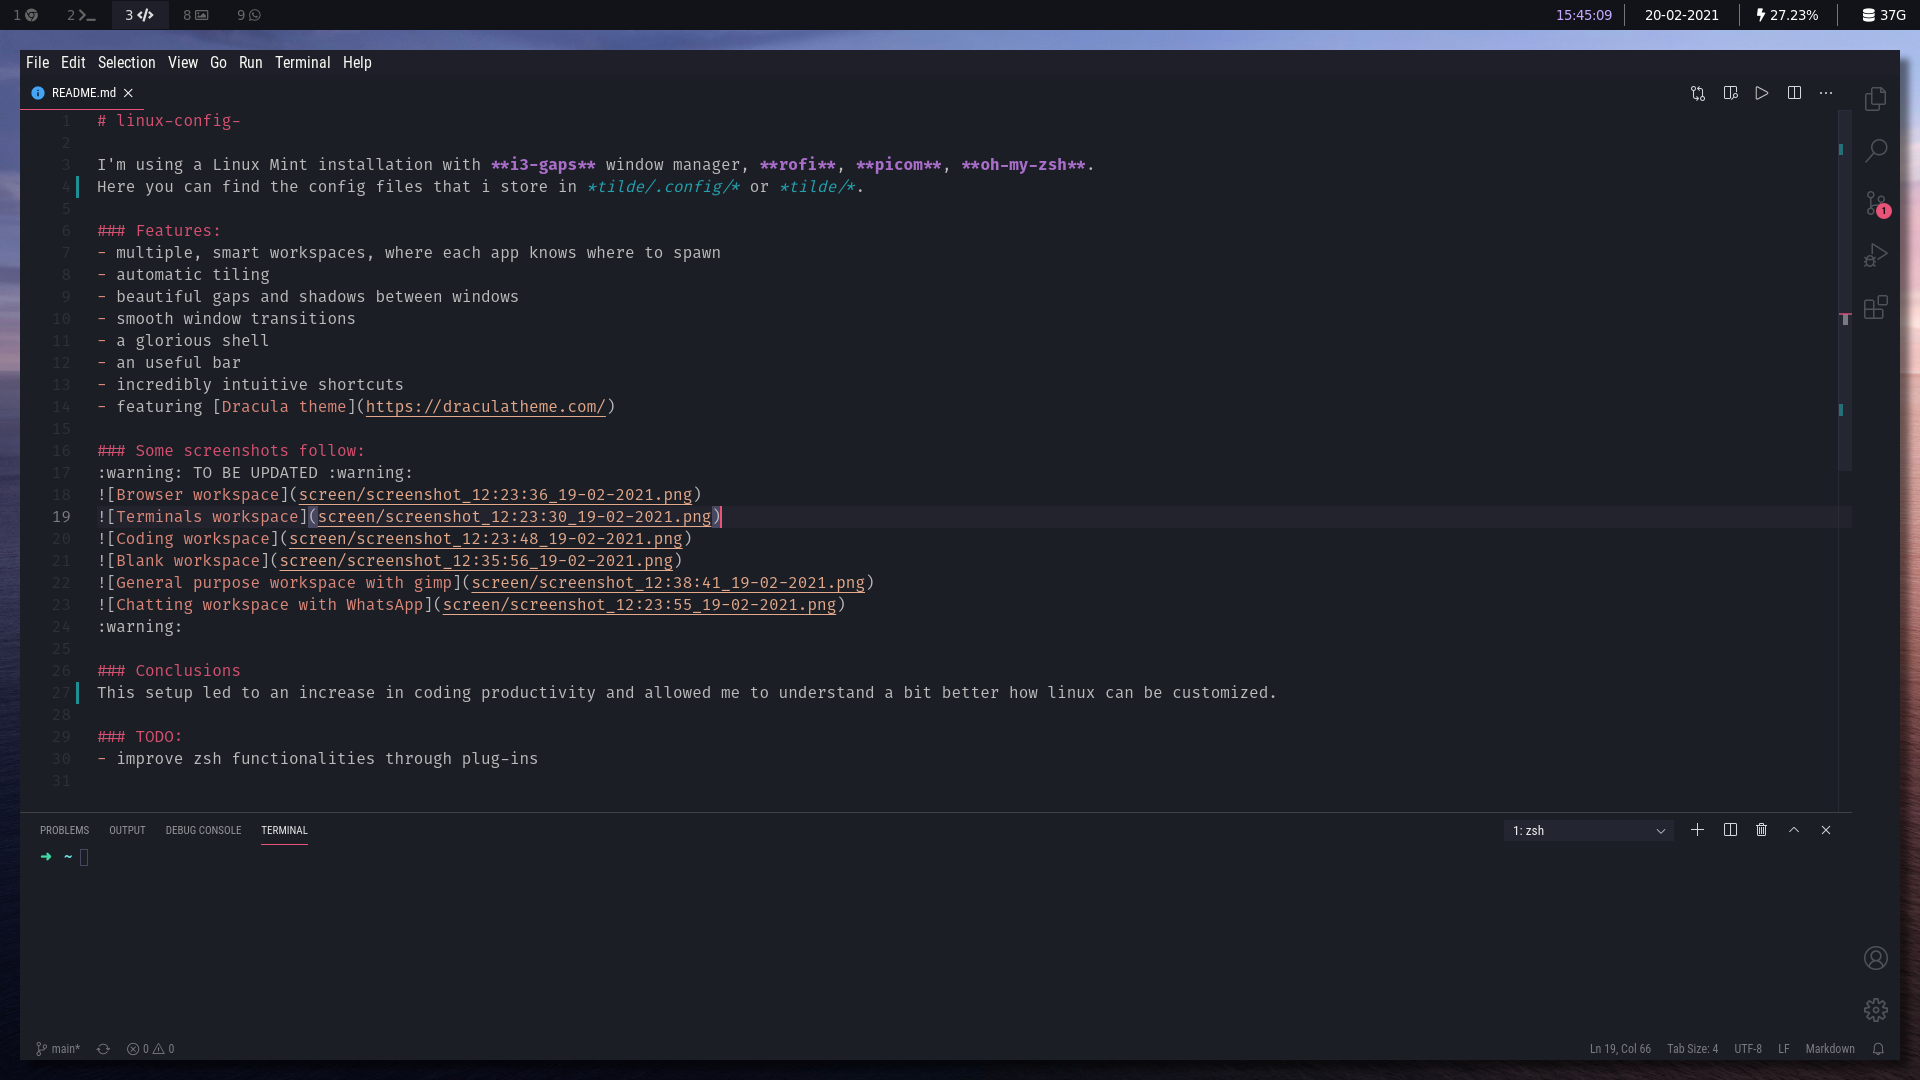 1 2 3 8 9 15:45:09 20-02-2021 27.23% 37G
File Edit Selection View Go Run Terminal Help
README.md
1 # linux-config-
2
3 I'm using a Linux Mint installation with **i3-gaps** window manager, **rofi**, **picom**, **oh-my-zsh**.
4 Here you can find the config files that i store in *tilde/.config/* or *tilde/*.
5
6 ### Features:
7 - multiple, smart workspaces, where each app knows where to spawn
8 - automatic tiling
9 - beautiful gaps and shadows between windows
10 - smooth window transitions
11 - a glorious shell
12 - an useful bar
13 - incredibly intuitive shortcuts
14 - featuring [Dracula theme](https://draculatheme.com/)
15
16 ### Some screenshots follow:
17 :warning: TO BE UPDATED :warning:
18 ![Browser workspace](screen/screenshot_12:23:36_19-02-2021.png)
19 ![Terminals workspace](screen/screenshot_12:23:30_19-02-2021.png)
20 ![Coding workspace](screen/screenshot_12:23:48_19-02-2021.png)
21 ![Blank workspace](screen/screenshot_12:35:56_19-02-2021.png)
22 ![General purpose workspace with gimp](screen/screenshot_12:38:41_19-02-2021.png)
23 ![Chatting workspace with WhatsApp](screen/screenshot_12:23:55_19-02-2021.png)
24 :warning:
25
26 ### Conclusions
27 This setup led to an increase in coding productivity and allowed me to understand a bit better how linux can be customized.
28
29 ### TODO:
30 - improve zsh functionalities through plug-ins
31
1
PROBLEMS OUTPUT DEBUG CONSOLE TERMINAL 1: zsh
➜ ~
main* 0 0 Ln 19, Col 66 Tab Size: 4 UTF-8 LF Markdown